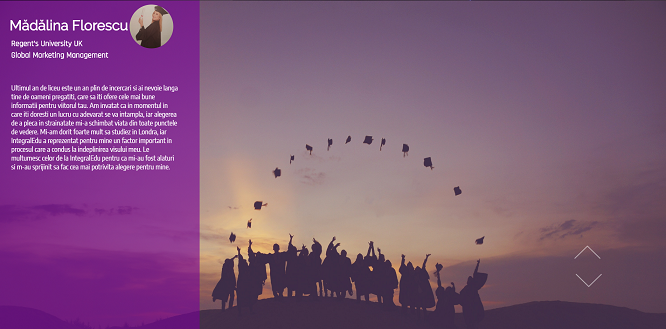 Mădălina Florescu
Regent's University UK
Global Marketing Management
Ultimul an de liceu este un an plin de incercari si ai nevoie langa
tine de oameni pregatiti, care sa iti ofere cele mai bune
informatii pentru viitorul tau. Am invatat ca in momentul in
care iti doresti un lucru cu adevarat se va intampla, iar alegerea
de a pleca in strainatate mi-a schimbat viata din toate punctele
de vedere. Mi-am dorit foarte mult sa studiez in Londra, iar
IntegralEdu a reprezentat pentru mine un factor important in
procesul care a condus la indeplinirea visului meu. Le
multumesc celor de la IntegralEdu pentru ca mi-au fost alaturi
si m-au sprijinit sa fac cea mai potrivita alegere pentru mine.